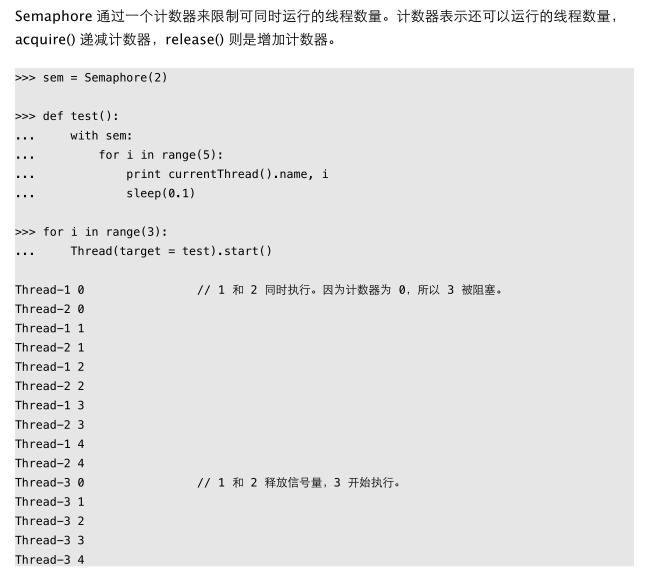 Semaphore 通过一个计数器来限制可同时运行的线程数量。计数器表示还可以运行的线程数量，
acquire() 递减计数器，release() 则是增加计数器。
>>> sem = Semaphore(2)
>>> def test():
...     with sem:
...         for i in range(5):
...             print currentThread().name, i
...             sleep(0.1)
>>> for i in range(3):
...     Thread(target = test).start()
Thread-1 0                // 1 和 2 同时执行。因为计数器为 0，所以 3 被阻塞。
Thread-2 0
Thread-1 1
Thread-2 1
Thread-1 2
Thread-2 2
Thread-1 3
Thread-2 3
Thread-1 4
Thread-2 4
Thread-3 0                // 1 和 2 释放信号量，3 开始执行。
Thread-3 1
Thread-3 2
Thread-3 3
Thread-3 4